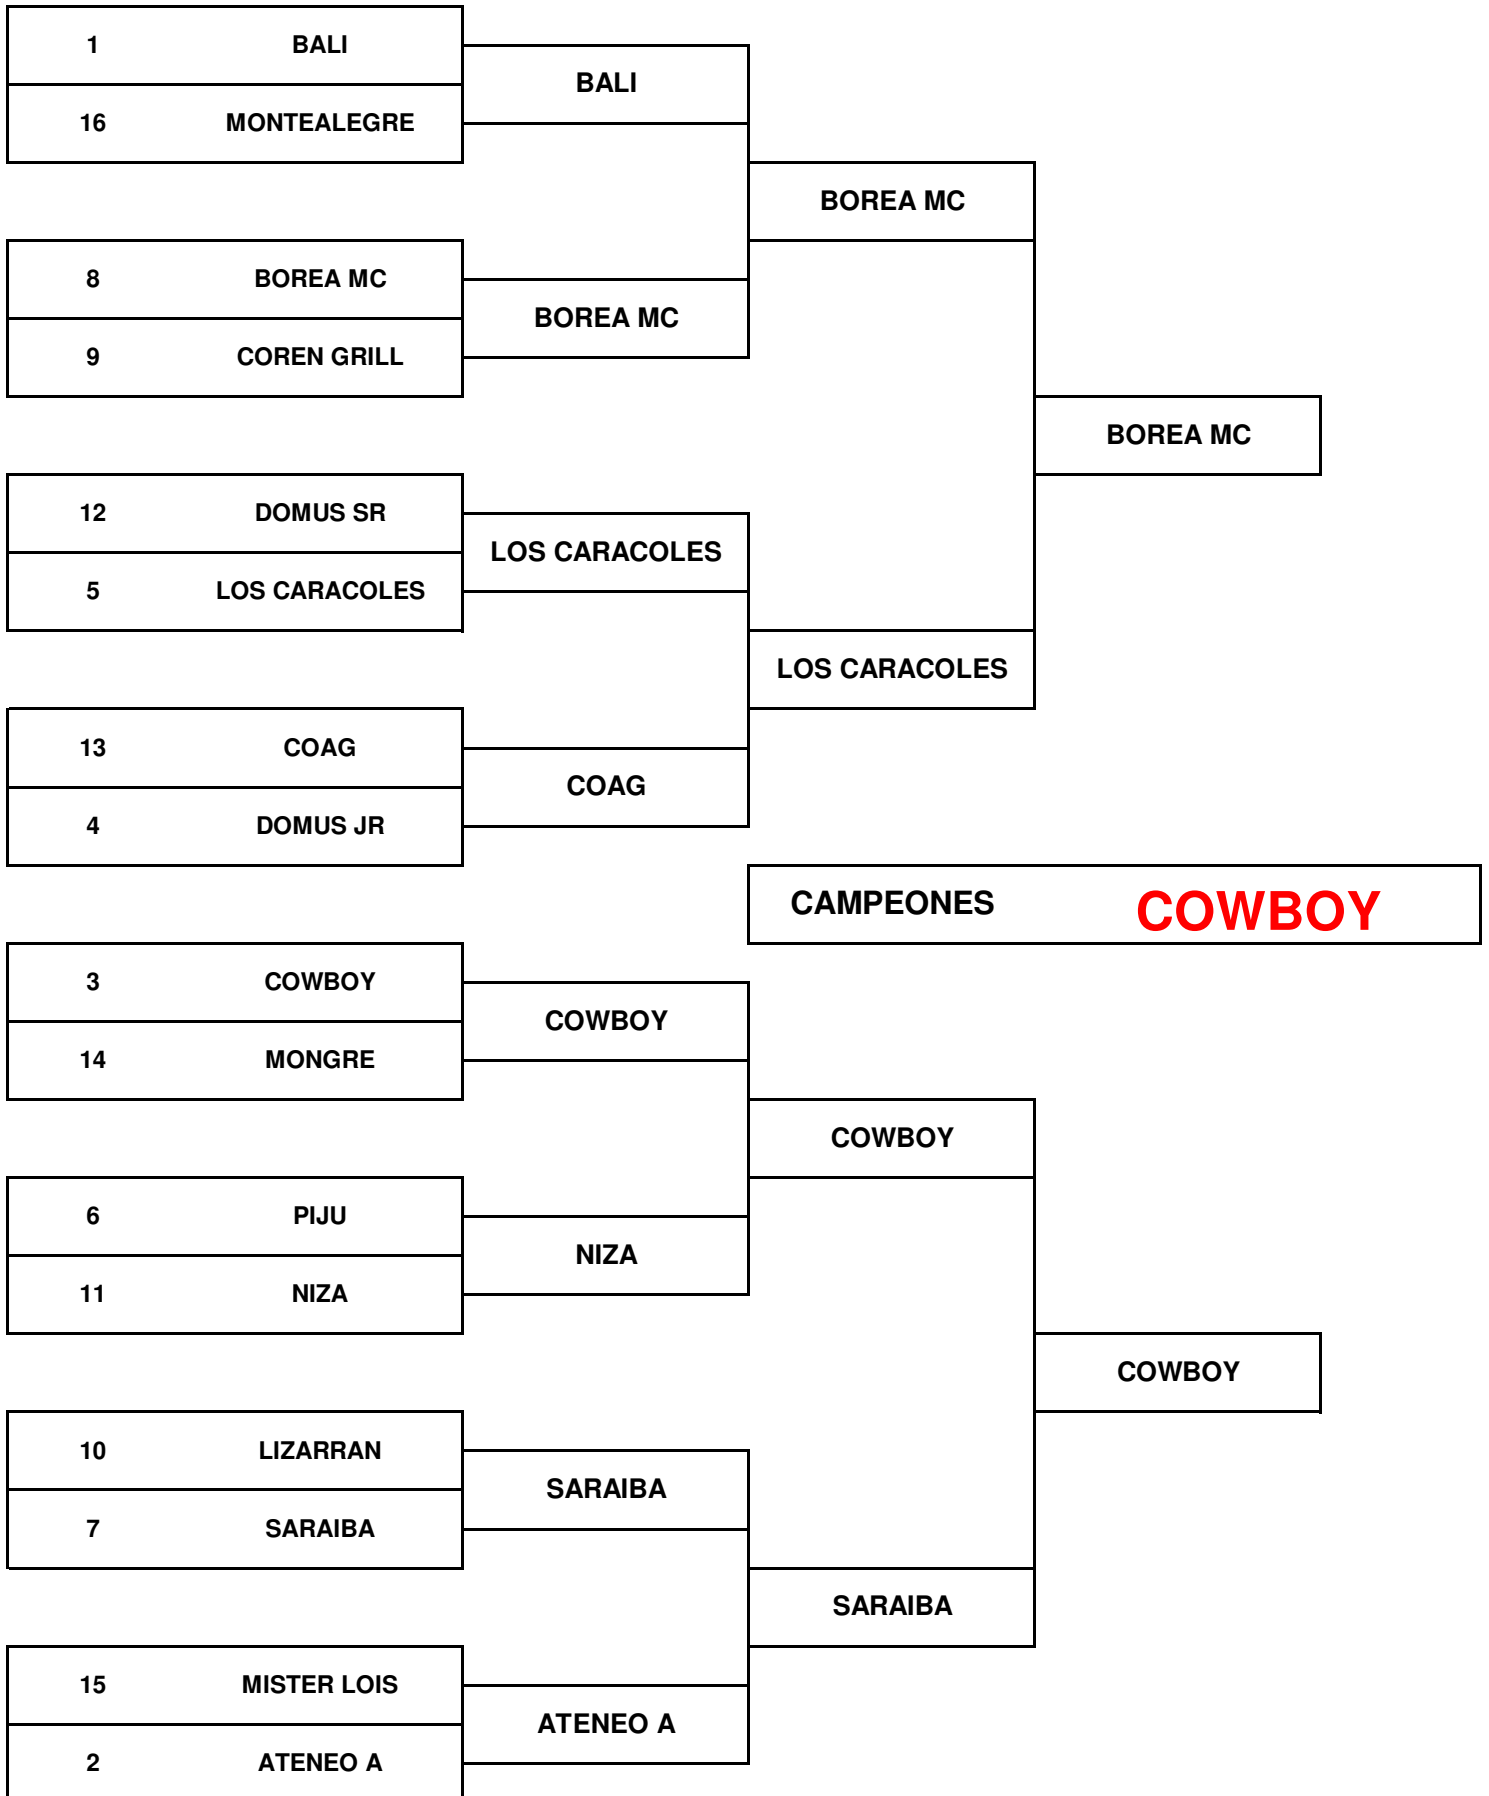 1 BALI
BALI
16 MONTEALEGRE
BOREA MC
8 BOREA MC
BOREA MC
9 COREN GRILL
BOREA MC
12 DOMUS SR
LOS CARACOLES
5 LOS CARACOLES
LOS CARACOLES
13 COAG
COAG
4 DOMUS JR
CAMPEONES COWBOY
3 COWBOY
COWBOY
14 MONGRE
COWBOY
6 PIJU
NIZA
11 NIZA
COWBOY
10 LIZARRAN
SARAIBA
7 SARAIBA
SARAIBA
15 MISTER LOIS
ATENEO A
2 ATENEO A